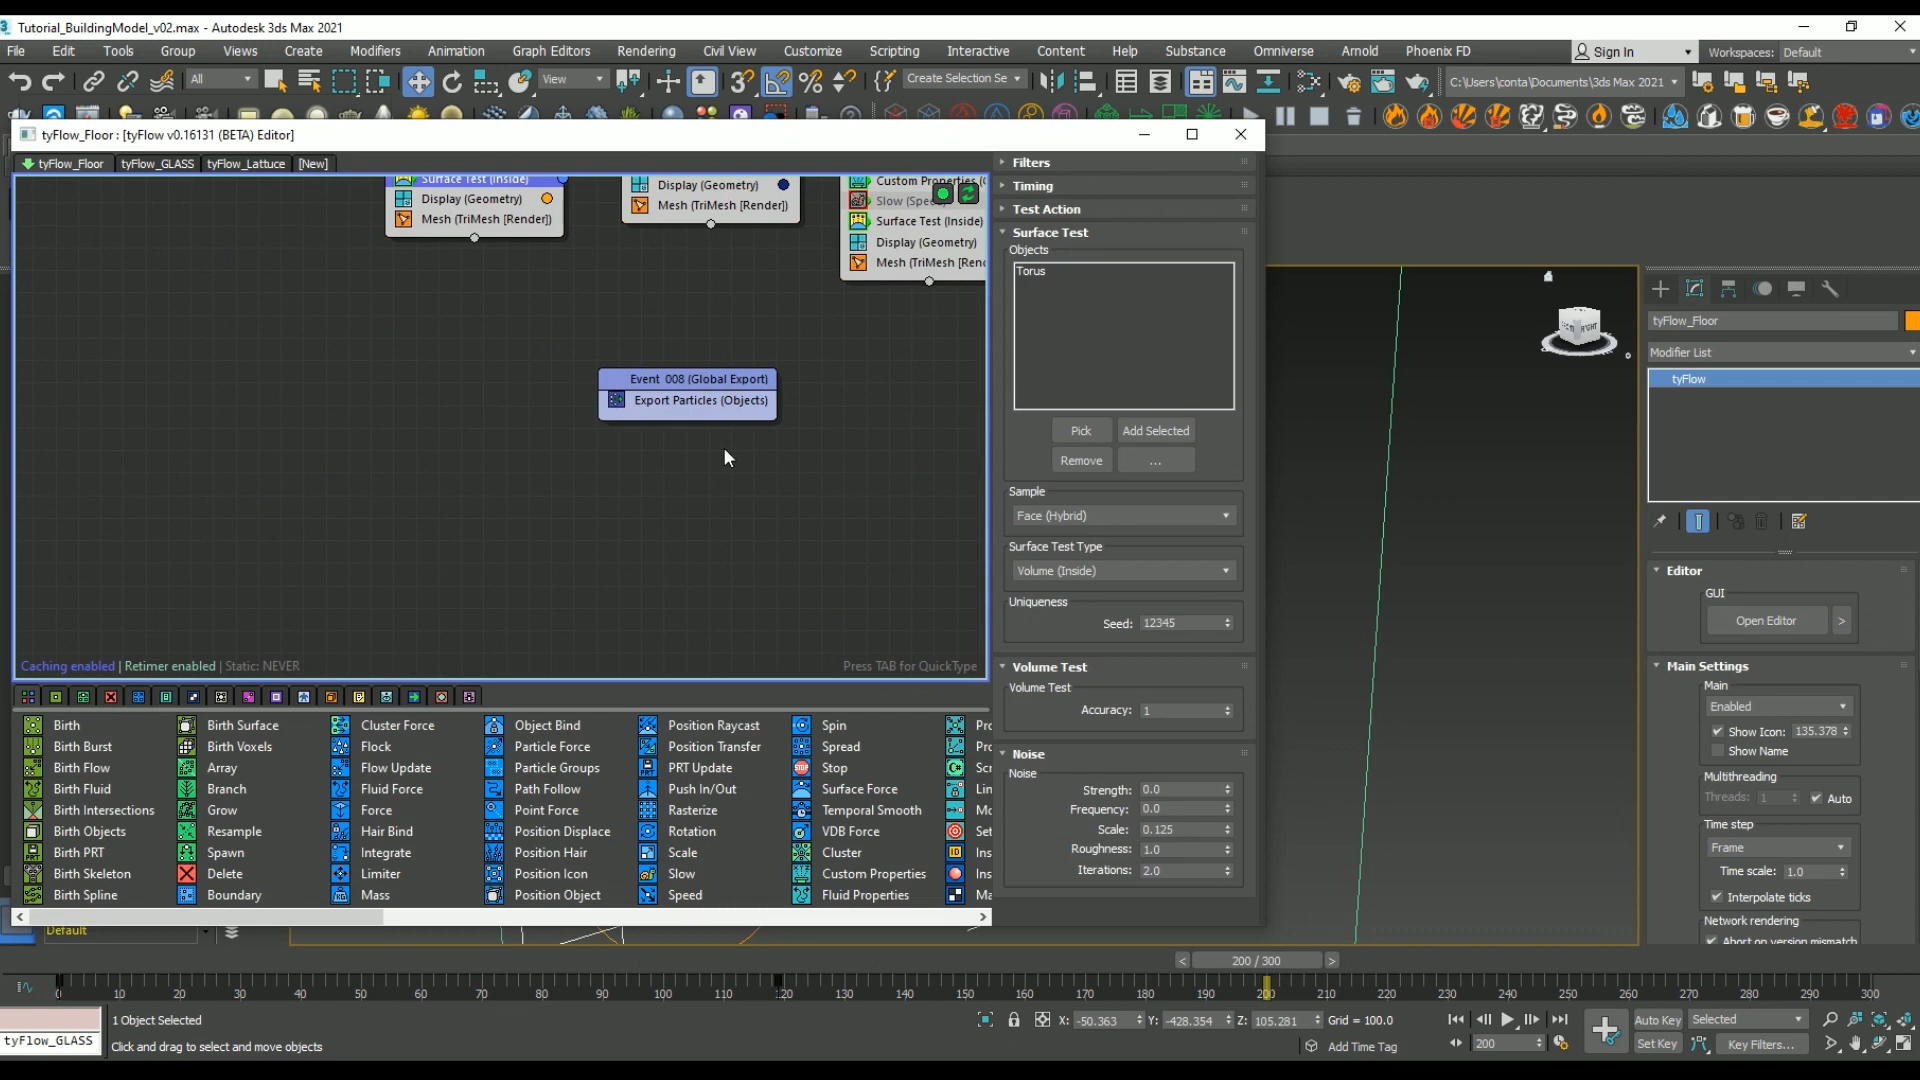 Tutorial_BuildingModel_v02.max - Autodesk 3ds Max 2021
File Edit Tools Group Views Create Modifiers Animation Graph Editors Rendering Civil View Customize Scripting Interactive Content Help Substance Omniverse Arnold Phoenix FD Sign In Workspaces: Default
All View Create Selection Se C:\Users\conta\Documents\3ds Max 2021
tyFlow_Floor : [tyFlow v0.16131 (BETA) Editor]
tyFlow_Floor tyFlow_GLASS tyFlow_Lattuce [New]
Surface Test (Inside)
Display (Geometry)
Mesh (TriMesh [Render])
Display (Geometry)
Mesh (TriMesh [Render])
Custom Properties (
Slow (Spee
Surface Test (Inside)
Display (Geometry)
Mesh (TriMesh [Ren
Event_008 (Global Export)
Export Particles (Objects)
Caching enabled | Retimer enabled | Static: NEVER
Press TAB for QuickType
Filters
Timing
Test Action
Surface Test
Objects
Torus
Pick Add Selected
Remove ...
Sample
Face (Hybrid)
Surface Test Type
Volume (Inside)
Uniqueness
Seed: 12345
Volume Test
Volume Test
Accuracy: 1
Noise
Noise
Strength: 0.0
Frequency: 0.0
Scale: 0.125
Roughness: 1.0
Iterations: 2.0
Birth Birth Surface Cluster Force Object Bind Position Raycast Spin
Birth Burst Birth Voxels Flock Particle Force Position Transfer Spread
Birth Flow Array Flow Update Particle Groups PRT Update Stop
Birth Fluid Branch Fluid Force Path Follow Push In/Out Surface Force
Birth Intersections Grow Force Point Force Rasterize Temporal Smooth
Birth Objects Resample Hair Bind Position Displace Rotation VDB Force
Birth PRT Spawn Integrate Position Hair Scale Cluster
Birth Skeleton Delete Limiter Position Icon Slow Custom Properties
Birth Spline Boundary Mass Position Object Speed Fluid Properties
tyFlow_Floor
Modifier List
tyFlow
Editor
GUI
Open Editor >
Main Settings
Main
Enabled
Show Icon: 135.378
Show Name
Multithreading
Threads: 1 Auto
Time step
Frame
Time scale: 1.0
Interpolate ticks
Network rendering
Abort on version mismatch
Default
< 200 / 300 >
0 10 20 30 40 50 60 70 80 90 100 110 120 130 140 150 160 170 180 190 200 210 220 230 240 250 260 270 280 290 300
1 Object Selected
X: -50.363 Y: -428.354 Z: 105.281 Grid = 100.0
Auto Key Selected
tyFlow_GLASS
Click and drag to select and move objects
Add Time Tag
200
Set Key Key Filters...